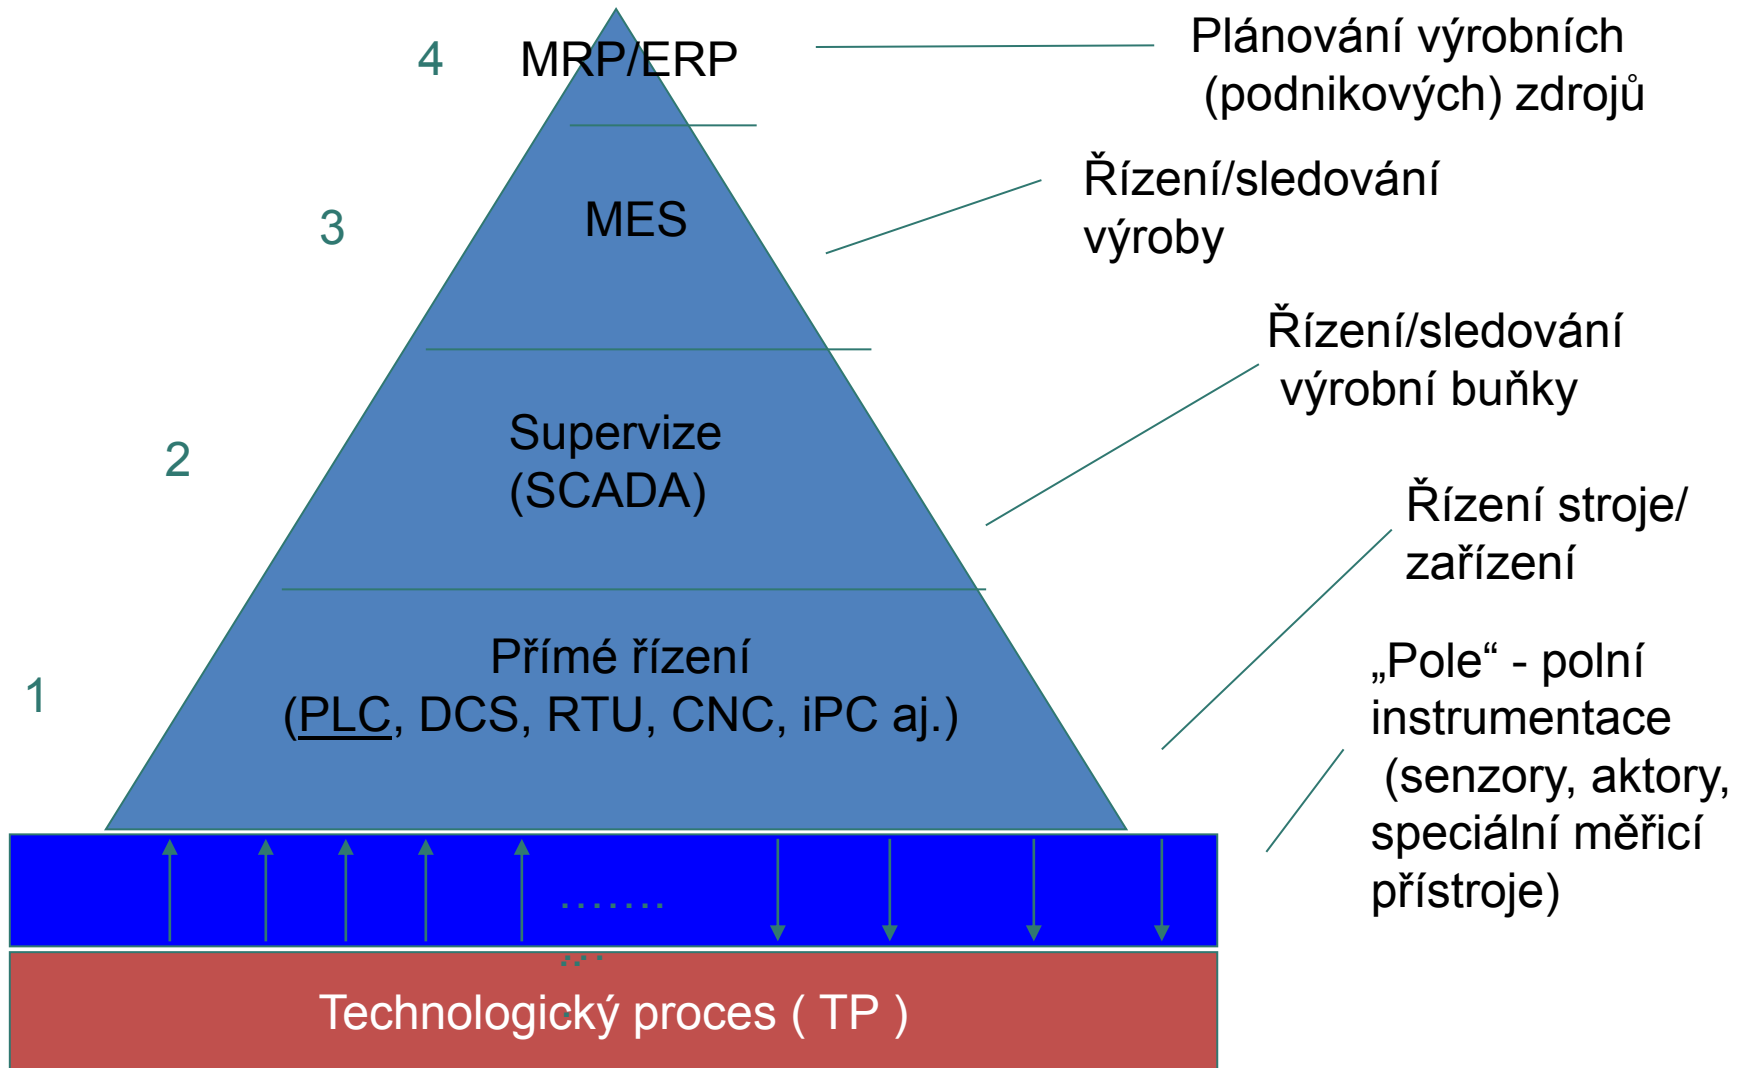 4
MRP/ERP
Plánování výrobních
(podnikových) zdrojů
3
MES
Řízení/sledování
výroby
2
Supervize
(SCADA)
Řízení/sledování
výrobní buňky
1
Přímé řízení
(PLC, DCS, RTU, CNC, iPC aj.)
Řízení stroje/
zařízení
„Pole“ - polní
instrumentace
(senzory, aktory,
speciální měřicí
přístroje)
............
Technologický proces ( TP )